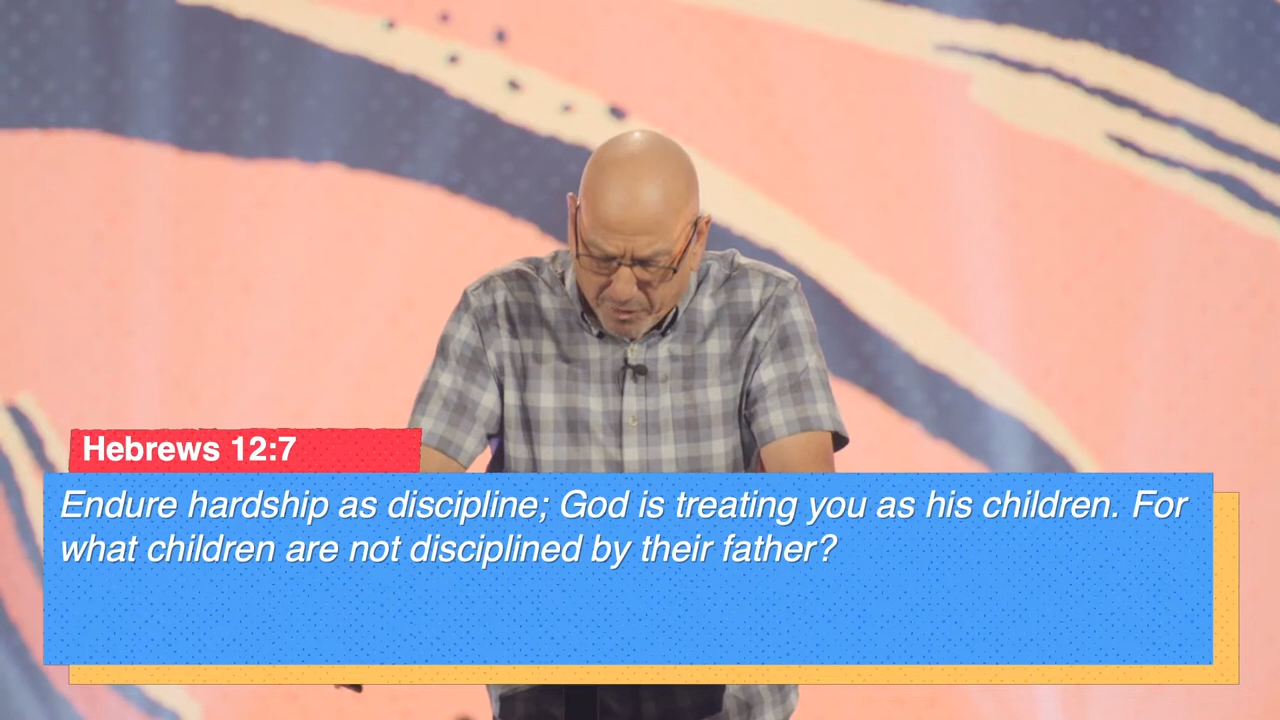 Hebrews 12:7
Endure hardship as discipline; God is treating you as his children. For
what children are not disciplined by their father?